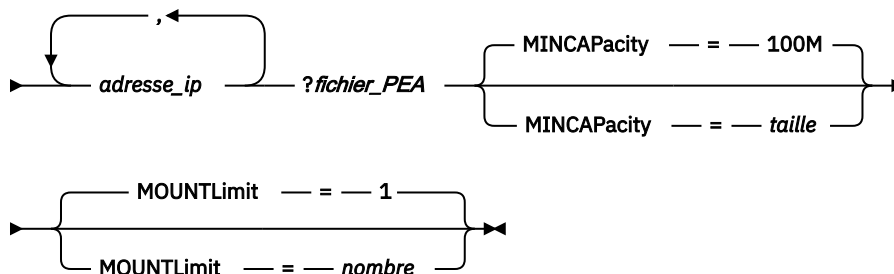 ,
MINCAPacity = 100M
adresse_ip ?fichier_PEA
MINCAPacity = taille
MOUNTLimit = 1
MOUNTLimit = nombre